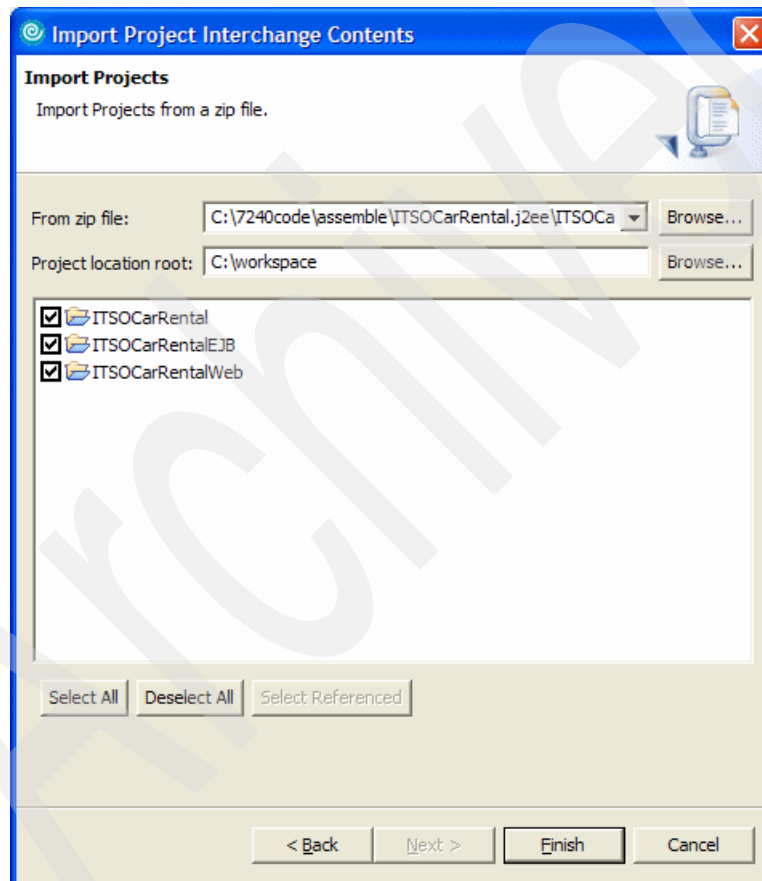 Import Project Interchange Contents
Import Projects
Import Projects from a zip file.
From zip file: C:\7240code\assemble\ITSOCarRental.j2ee\ITSOCa Browse...
Project location root: C:\workspace Browse...
ITSOCarRental
ITSOCarRentalEJB
ITSOCarRentalWeb
Select All Deselect All Select Referenced
< Back Next > Finish Cancel
Archive